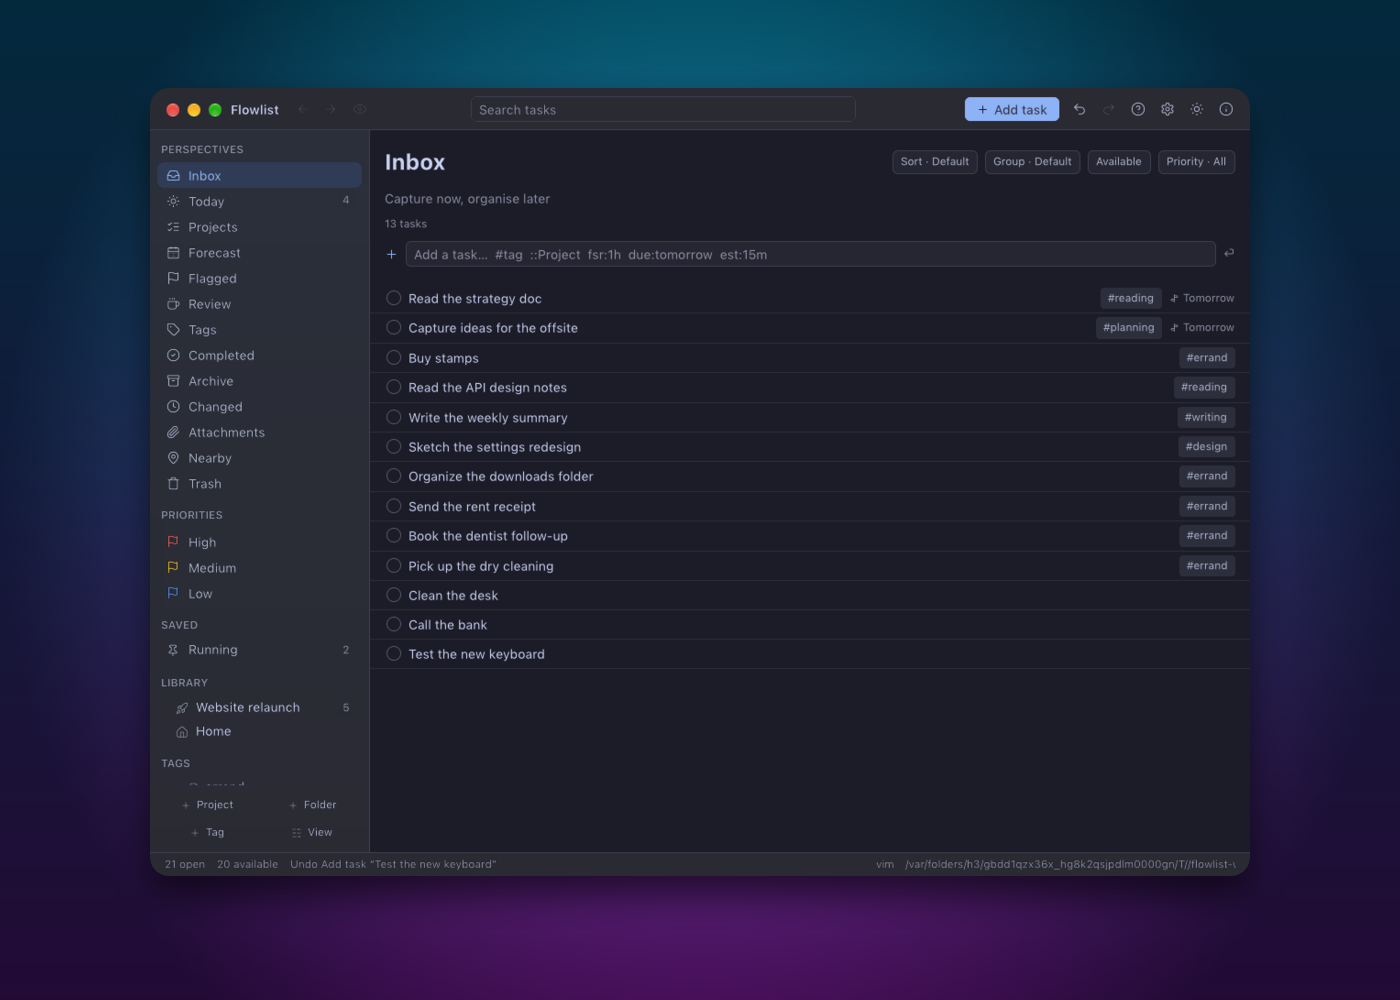 Flowlist
Search tasks
+ Add task
PERSPECTIVES
Inbox
Today 4
Projects
Forecast
Flagged
Review
Tags
Completed
Archive
Changed
Attachments
Nearby
Trash
PRIORITIES
High
Medium
Low
SAVED
Running 2
LIBRARY
Website relaunch 5
Home
TAGS
+ Project + Folder
+ Tag View
Inbox
Sort · Default Group · Default Available Priority · All
Capture now, organise later
13 tasks
Add a task... #tag ::Project fsr:1h due:tomorrow est:15m
Read the strategy doc #reading Tomorrow
Capture ideas for the offsite #planning Tomorrow
Buy stamps #errand
Read the API design notes #reading
Write the weekly summary #writing
Sketch the settings redesign #design
Organize the downloads folder #errand
Send the rent receipt #errand
Book the dentist follow-up #errand
Pick up the dry cleaning #errand
Clean the desk
Call the bank
Test the new keyboard
21 open 20 available Undo Add task “Test the new keyboard”
vim /var/folders/h3/gbdd1qzx36x_hg8k2qsjpdlm0000gn/T//flowlist-